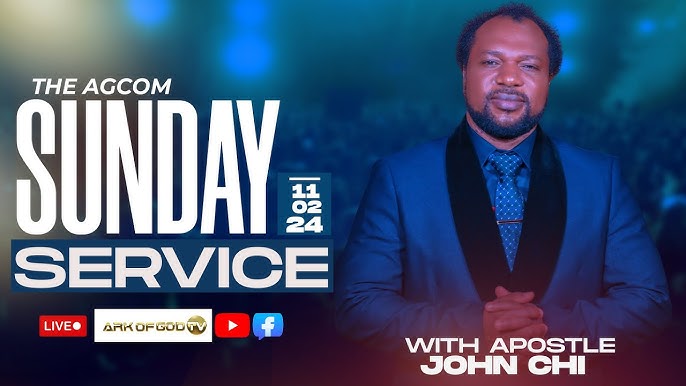 THE AGCOM
SUNDAY
11
02
24
SERVICE
LIVE
ARK OF GOD TV
WITH APOSTLE
JOHN CHI